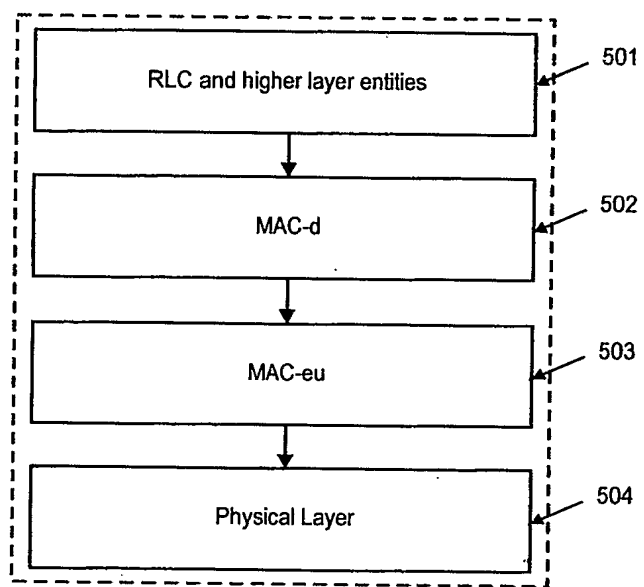 RLC and higher layer entities
501
MAC-d
502
MAC-eu
503
Physical Layer
504